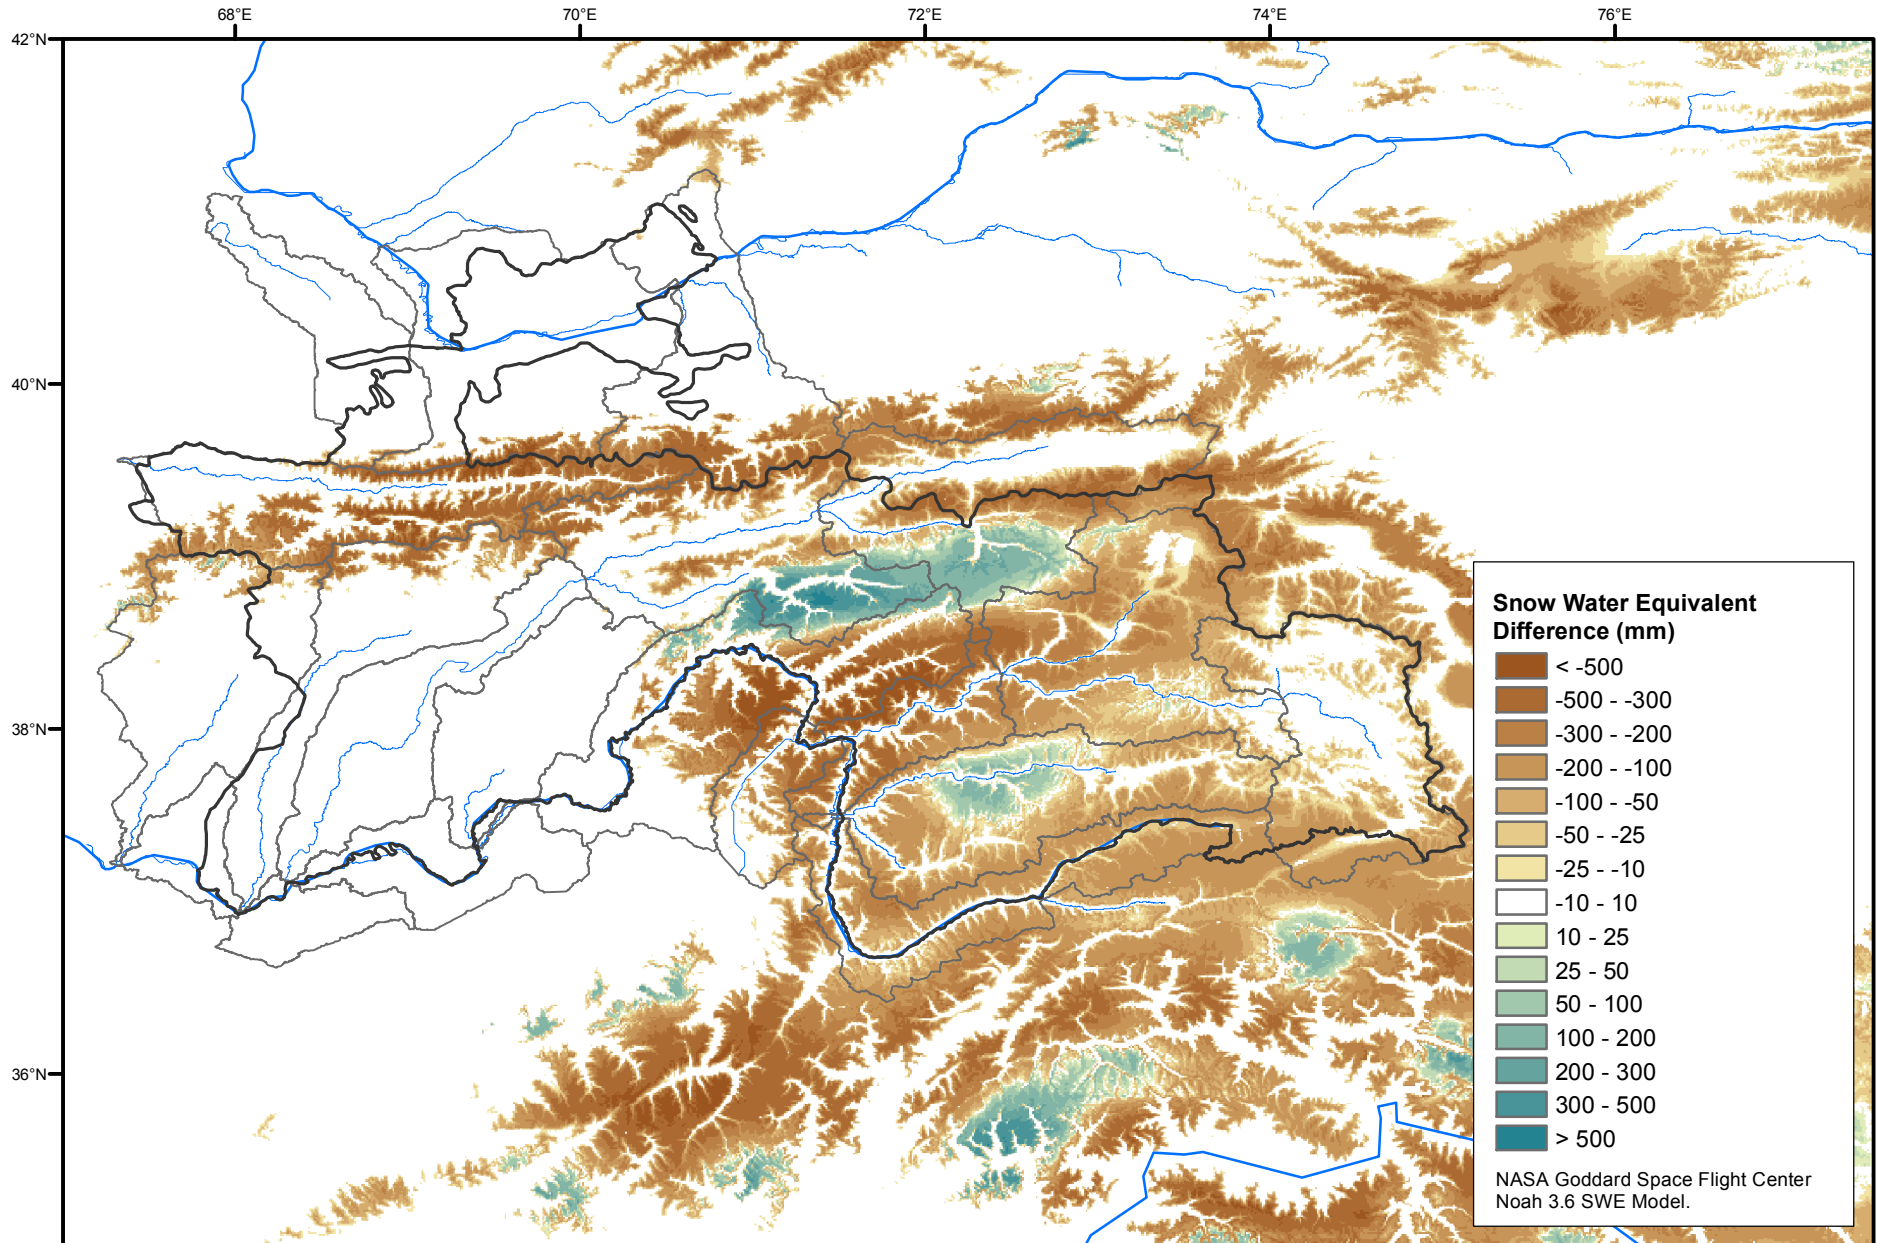 68°E
70°E
72°E
74°E
76°E
42°N
40°N
38°N
36°N
Snow Water Equivalent
Difference (mm)
< -500
-500 - -300
-300 - -200
-200 - -100
-100 - -50
-50 - -25
-25 - -10
-10 - 10
10 - 25
25 - 50
50 - 100
100 - 200
200 - 300
300 - 500
> 500
NASA Goddard Space Flight Center
Noah 3.6 SWE Model.